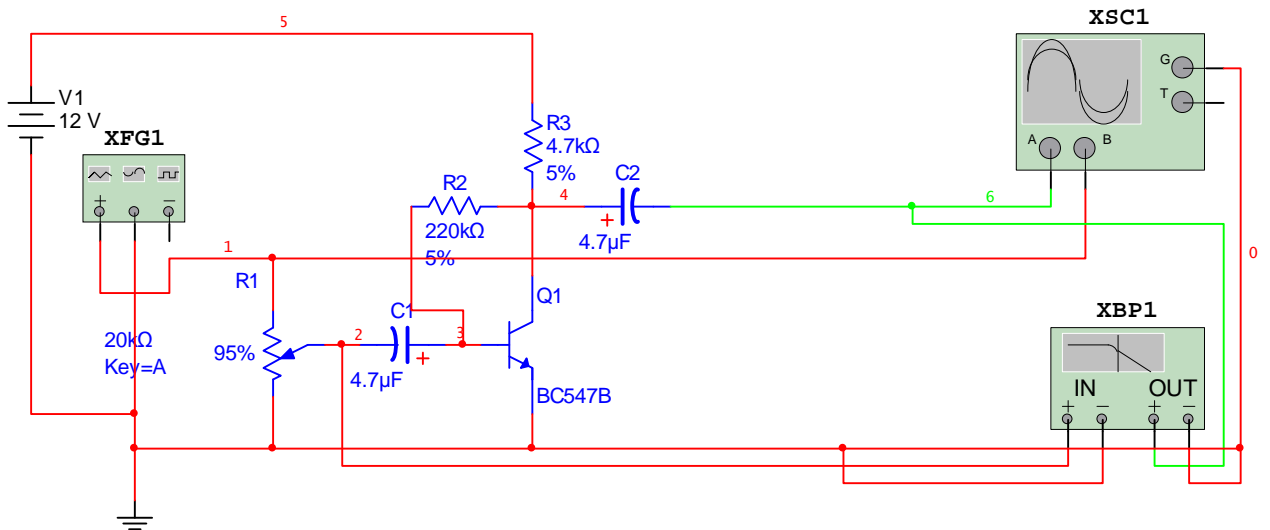 XSC1
5
G
T
A
B
V1
12 V
XFG1
+
−
R3
4.7kΩ
5%
R2
220kΩ
5%
4
C2
+
4.7µF
6
0
1
R1
20kΩ
Key=A
95%
2
C1
+
4.7µF
3
Q1
BC547B
XBP1
IN
OUT
+
−
+
−